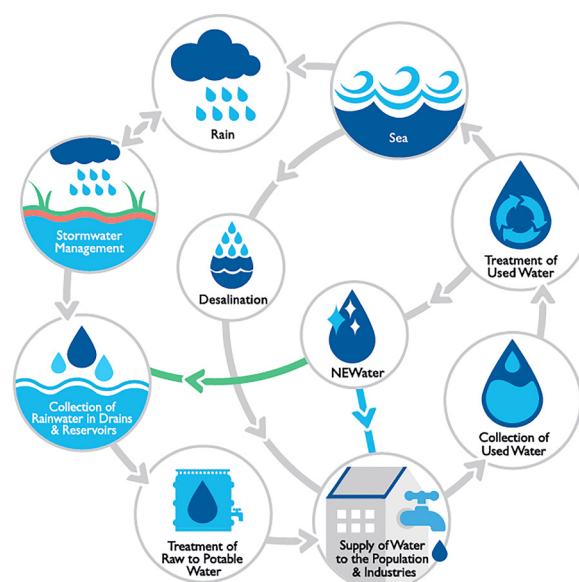 Rain
Sea
Stormwater
Management
Desalination
Treatment of
Used Water
NEWater
Collection of
Rainwater in Drains
& Reservoirs
Collection of
Used Water
Treatment of
Raw to Potable
Water
Supply of Water
to the Population
& Industries